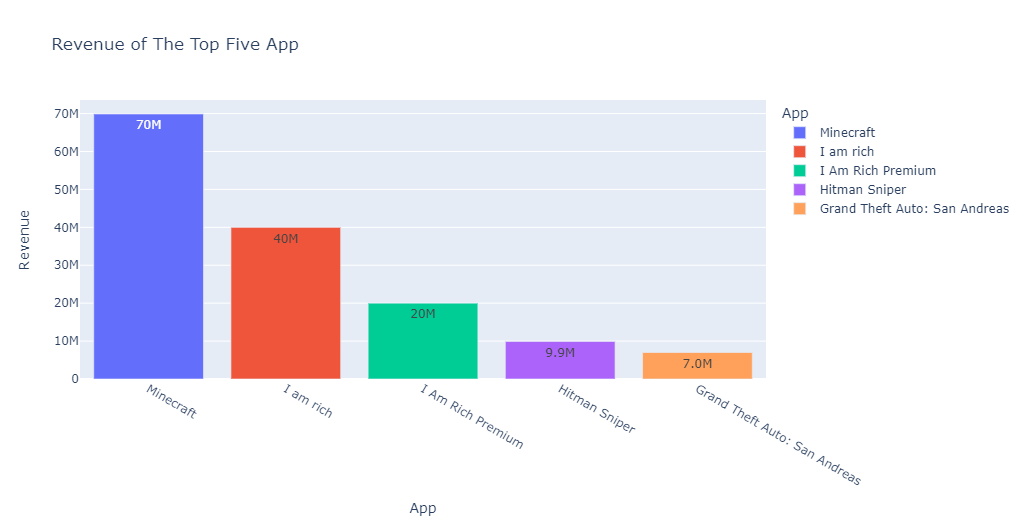 Revenue of The Top Five App
Revenue
70M
60M
50M
40M
30M
20M
10M
0
70M
40M
20M
9.9M
7.0M
Minecraft
I am rich
I Am Rich Premium
Hitman Sniper
Grand Theft Auto: San Andreas
App
App
Minecraft
I am rich
I Am Rich Premium
Hitman Sniper
Grand Theft Auto: San Andreas